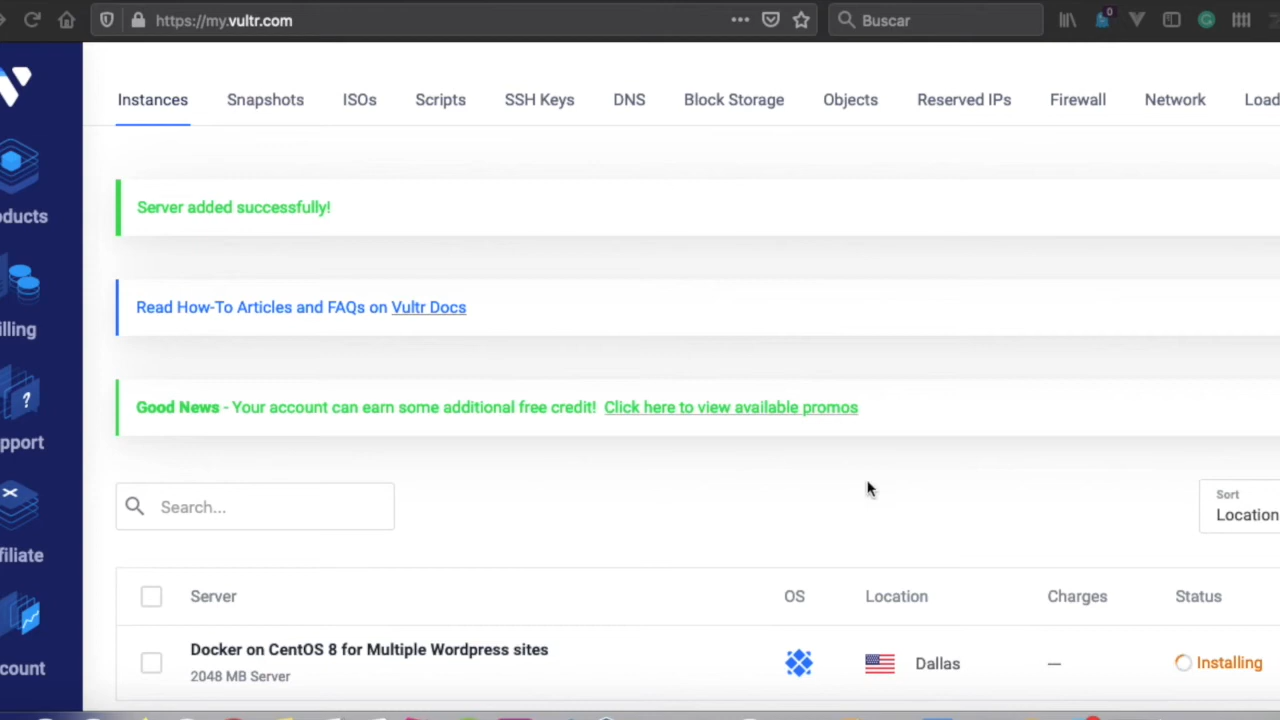 https://my.vultr.com
Buscar
0
Instances Snapshots ISOs Scripts SSH Keys DNS Block Storage Objects Reserved IPs Firewall Network Load
Server added successfully!
oducts
Read How-To Articles and FAQs on Vultr Docs
illing
Good News - Your account can earn some additional free credit! Click here to view available promos
pport
Search...
Sort
Location
filiate
Server OS Location Charges Status
Docker on CentOS 8 for Multiple Wordpress sites
2048 MB Server
Dallas — Installing
count